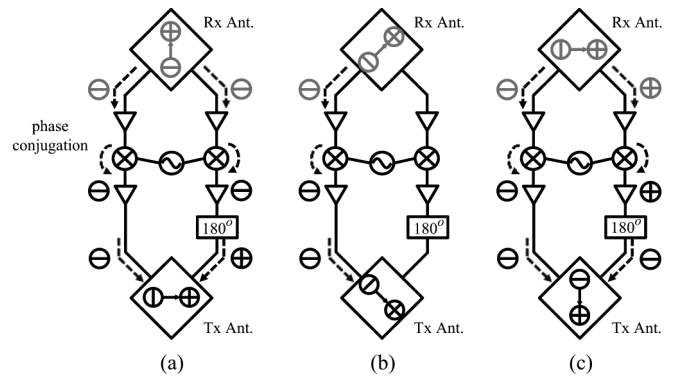 Rx Ant. Rx Ant. Rx Ant.
phase
conjugation
180° 180° 180°
Tx Ant. Tx Ant. Tx Ant.
(a) (b) (c)